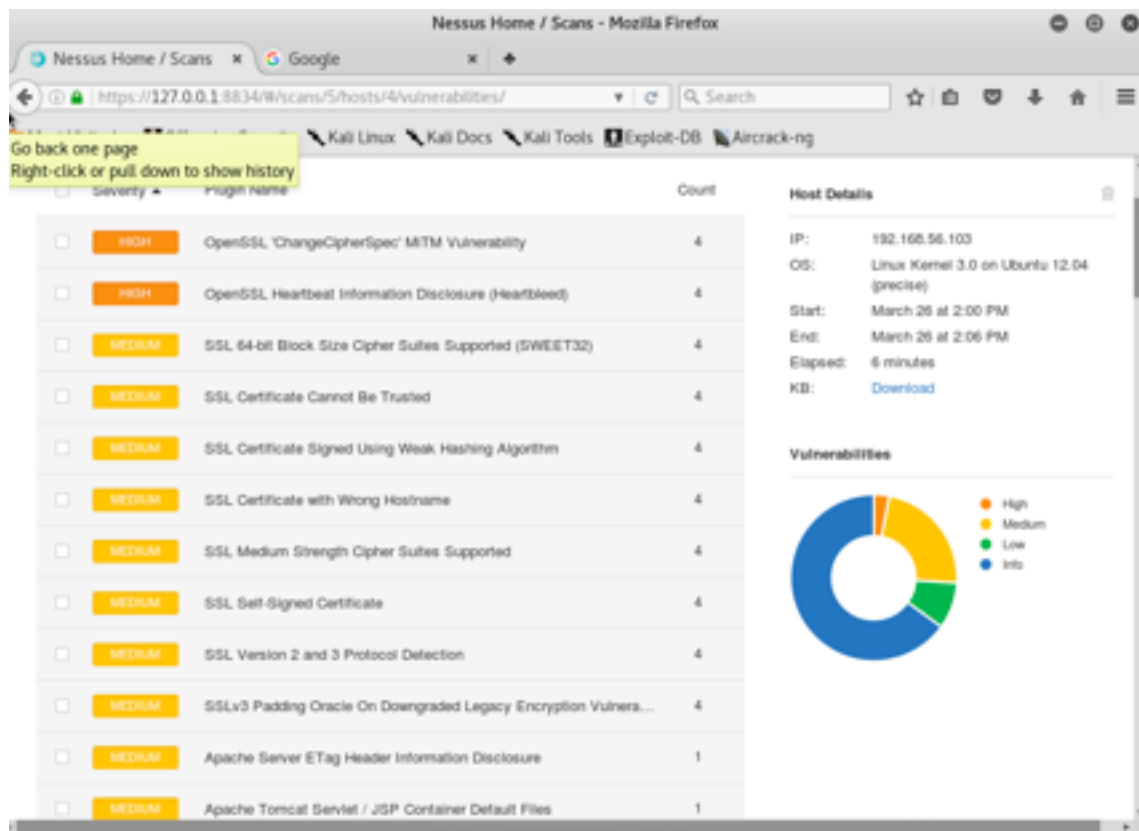 Nessus Home / Scans - Mozilla Firefox
Nessus Home / Scans
Google
https://127.0.0.1:8834/#/scans/5/hosts/4/vulnerabilities/
Search
Kali Linux Kali Docs Kali Tools Exploit-DB Aircrack-ng
Go back one page
Right-click or pull down to show history
Severity Plugin Name Count
HIGH OpenSSL 'ChangeCipherSpec' MiTM Vulnerability 4
HIGH OpenSSL Heartbeat Information Disclosure (Heartbleed) 4
MEDIUM SSL 64-bit Block Size Cipher Suites Supported (SWEET32) 4
MEDIUM SSL Certificate Cannot Be Trusted 4
MEDIUM SSL Certificate Signed Using Weak Hashing Algorithm 4
MEDIUM SSL Certificate with Wrong Hostname 4
MEDIUM SSL Medium Strength Cipher Suites Supported 4
MEDIUM SSL Self-Signed Certificate 4
MEDIUM SSL Version 2 and 3 Protocol Detection 4
MEDIUM SSLv3 Padding Oracle On Downgraded Legacy Encryption Vulnera... 4
MEDIUM Apache Server ETag Header Information Disclosure 1
MEDIUM Apache Tomcat Servlet / JSP Container Default Files 1
Host Details
IP: 192.168.56.103
OS: Linux Kernel 3.0 on Ubuntu 12.04
(precise)
Start: March 26 at 2:00 PM
End: March 26 at 2:06 PM
Elapsed: 6 minutes
KB: Download
Vulnerabilities
High
Medium
Low
Info